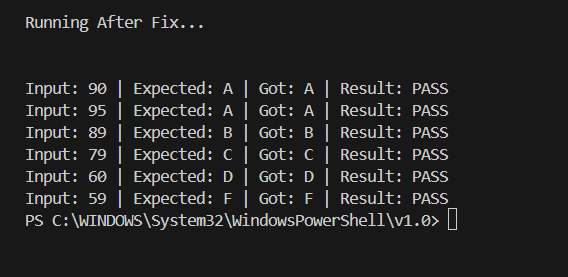 Running After Fix...
Input: 90 | Expected: A | Got: A | Result: PASS
Input: 95 | Expected: A | Got: A | Result: PASS
Input: 89 | Expected: B | Got: B | Result: PASS
Input: 79 | Expected: C | Got: C | Result: PASS
Input: 60 | Expected: D | Got: D | Result: PASS
Input: 59 | Expected: F | Got: F | Result: PASS
PS C:\WINDOWS\System32\WindowsPowerShell\v1.0>